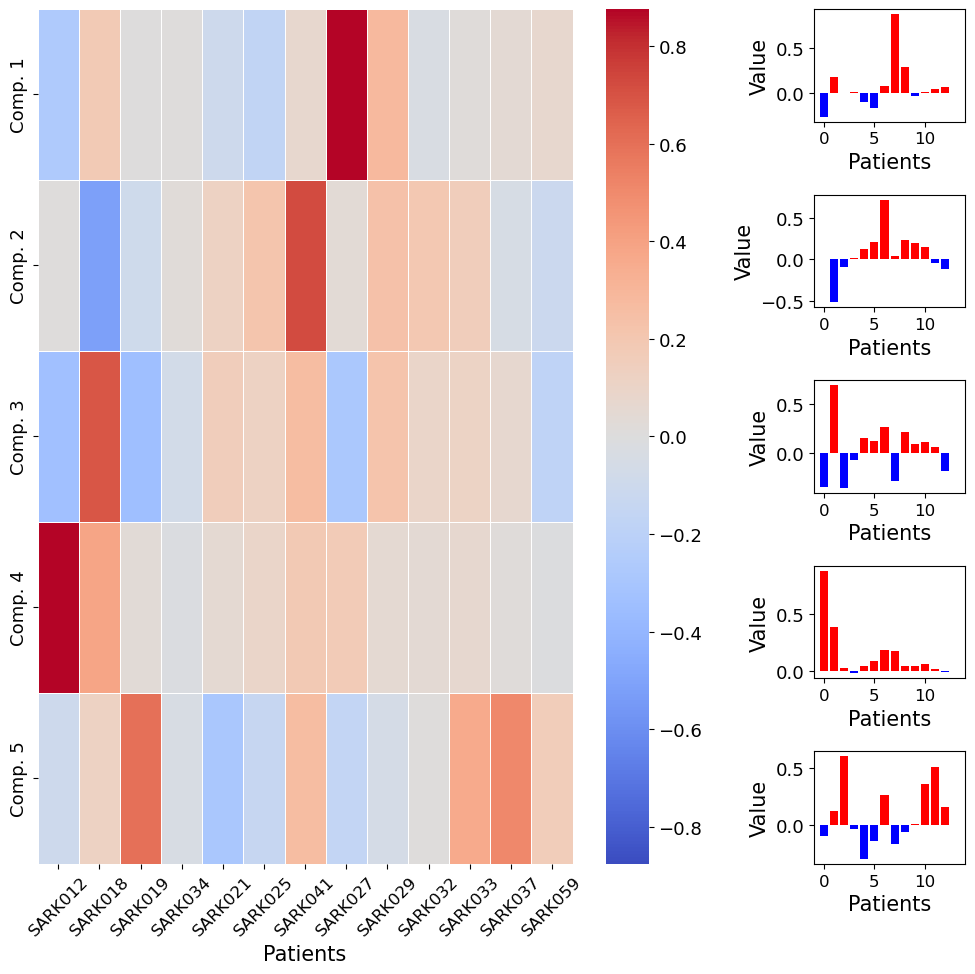 Comp. 1
Comp. 2
Comp. 3
Comp. 4
Comp. 5
SARK012
SARK018
SARK019
SARK034
SARK021
SARK025
SARK041
SARK027
SARK029
SARK032
SARK033
SARK037
SARK059
Patients
0.8
0.6
0.4
0.2
0.0
−0.2
−0.4
−0.6
−0.8
Value
0.5
0.0
0 5 10
Patients
Value
0.5
0.0
−0.5
0 5 10
Patients
Value
0.5
0.0
0 5 10
Patients
Value
0.5
0.0
0 5 10
Patients
Value
0.5
0.0
0 5 10
Patients